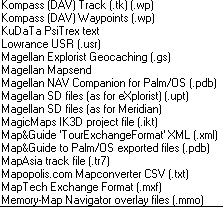 Kompass (DAV) Track (.tk) (.wp)
Kompass (DAV) Waypoints (.wp)
KuDaTa PsiTrex text
Lowrance USR (.usr)
Magellan Explorist Geocaching (.gs)
Magellan Mapsend
Magellan NAV Companion for Palm/OS (.pdb)
Magellan SD files (as for eXplorist) (.upt)
Magellan SD files (as for Meridian)
MagicMaps IK3D project file (.ikt)
Map&Guide 'TourExchangeFormat' XML (.xml)
Map&Guide to Palm/OS exported files (.pdb)
MapAsia track file (.tr7)
Mapopolis.com Mapconverter CSV (.txt)
MapTech Exchange Format (.mxf)
Memory-Map Navigator overlay files (.mmo)